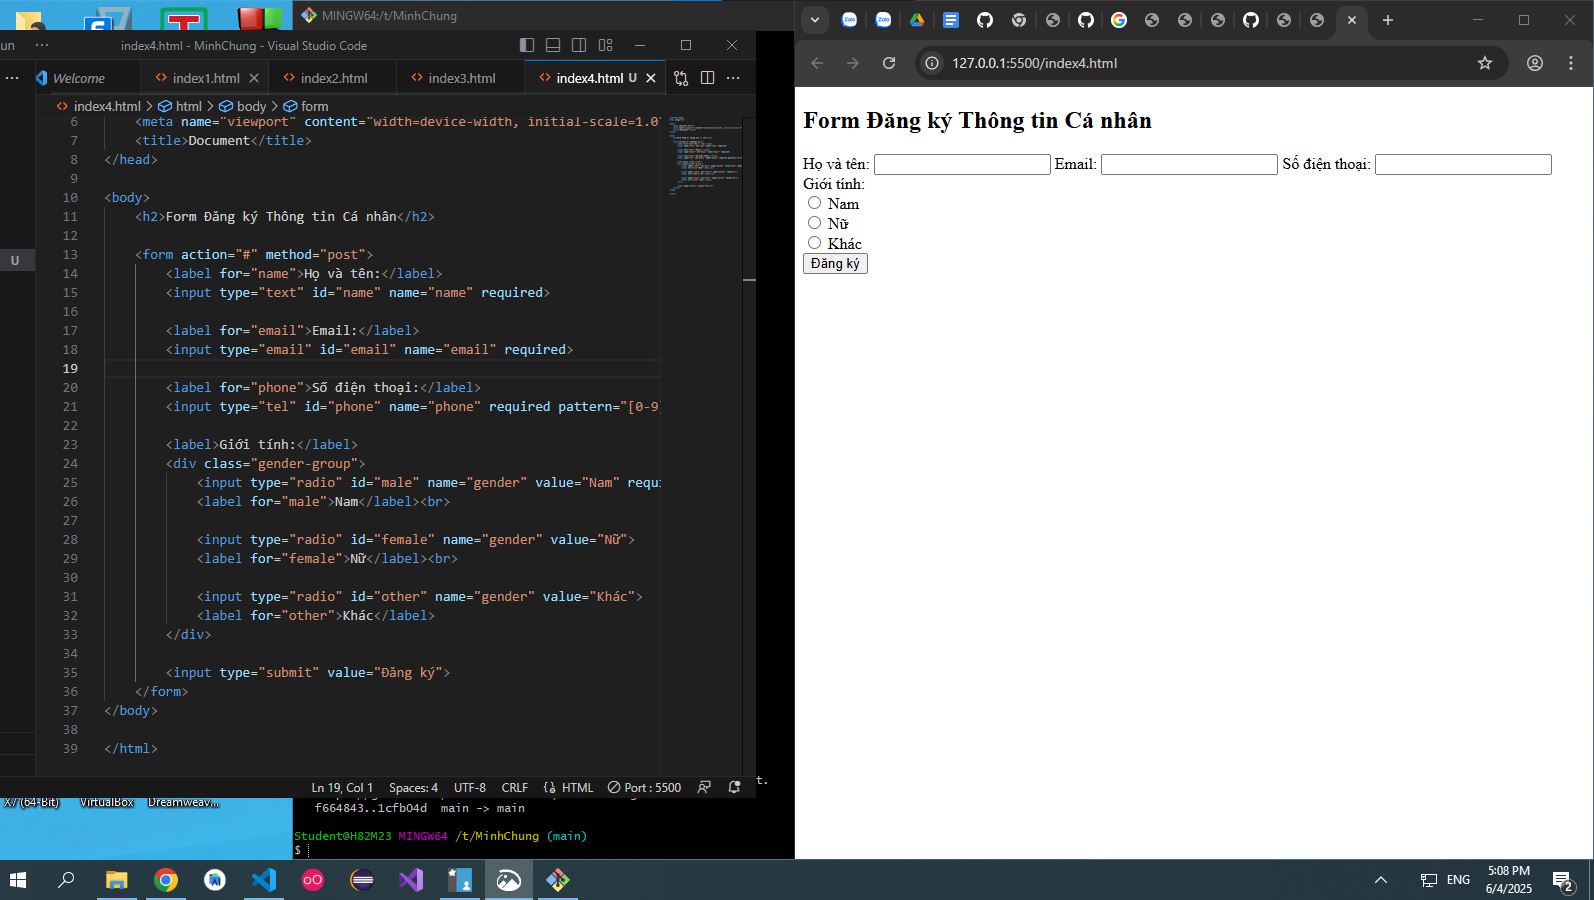 MINGW64:/t/MinhChung
un
index4.html - MinhChung - Visual Studio Code
Welcome
index1.html
index2.html
index3.html
index4.html U
index4.html > html > body > form
6 <meta name="viewport" content="width=device-width, initial-scale=1.0"
7 <title>Document</title>
8 </head>
9
10 <body>
11 <h2>Form Đăng ký Thông tin Cá nhân</h2>
12
13 <form action="#" method="post">
14 <label for="name">Họ và tên:</label>
15 <input type="text" id="name" name="name" required>
16
17 <label for="email">Email:</label>
18 <input type="email" id="email" name="email" required>
19
20 <label for="phone">Số điện thoại:</label>
21 <input type="tel" id="phone" name="phone" required pattern="[0-9]
22
23 <label>Giới tính:</label>
24 <div class="gender-group">
25 <input type="radio" id="male" name="gender" value="Nam" requi
26 <label for="male">Nam</label><br>
27
28 <input type="radio" id="female" name="gender" value="Nữ">
29 <label for="female">Nữ</label><br>
30
31 <input type="radio" id="other" name="gender" value="Khác">
32 <label for="other">Khác</label>
33 </div>
34
35 <input type="submit" value="Đăng ký">
36 </form>
37 </body>
38
39 </html>
U
Ln 19, Col 1 Spaces: 4 UTF-8 CRLF HTML Port : 5500
t.
X7 (64-Bit) VirtualBox Dreamweav...
f664843..1cfb04d main -> main
Student@H82M23 MINGW64 /t/MinhChung (main)
$
Zalo
Zalo
127.0.0.1:5500/index4.html
Form Đăng ký Thông tin Cá nhân
Họ và tên: Email: Số điện thoại:
Giới tính:
Nam
Nữ
Khác
Đăng ký
ENG
5:08 PM
6/4/2025
2